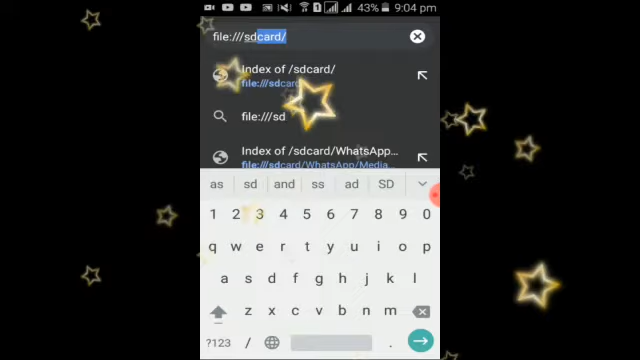 43% 9:04 pm
file:///sdcard/
Index of /sdcard/
file:///sdcard/
file:///sd
Index of /sdcard/WhatsApp...
file:///sdcard/WhatsApp/Media...
as sd and ss ad SD
1 2 3 4 5 6 7 8 9 0
q w e r t y u i o p
a s d f g h j k l
z x c v b n m
?123 / .